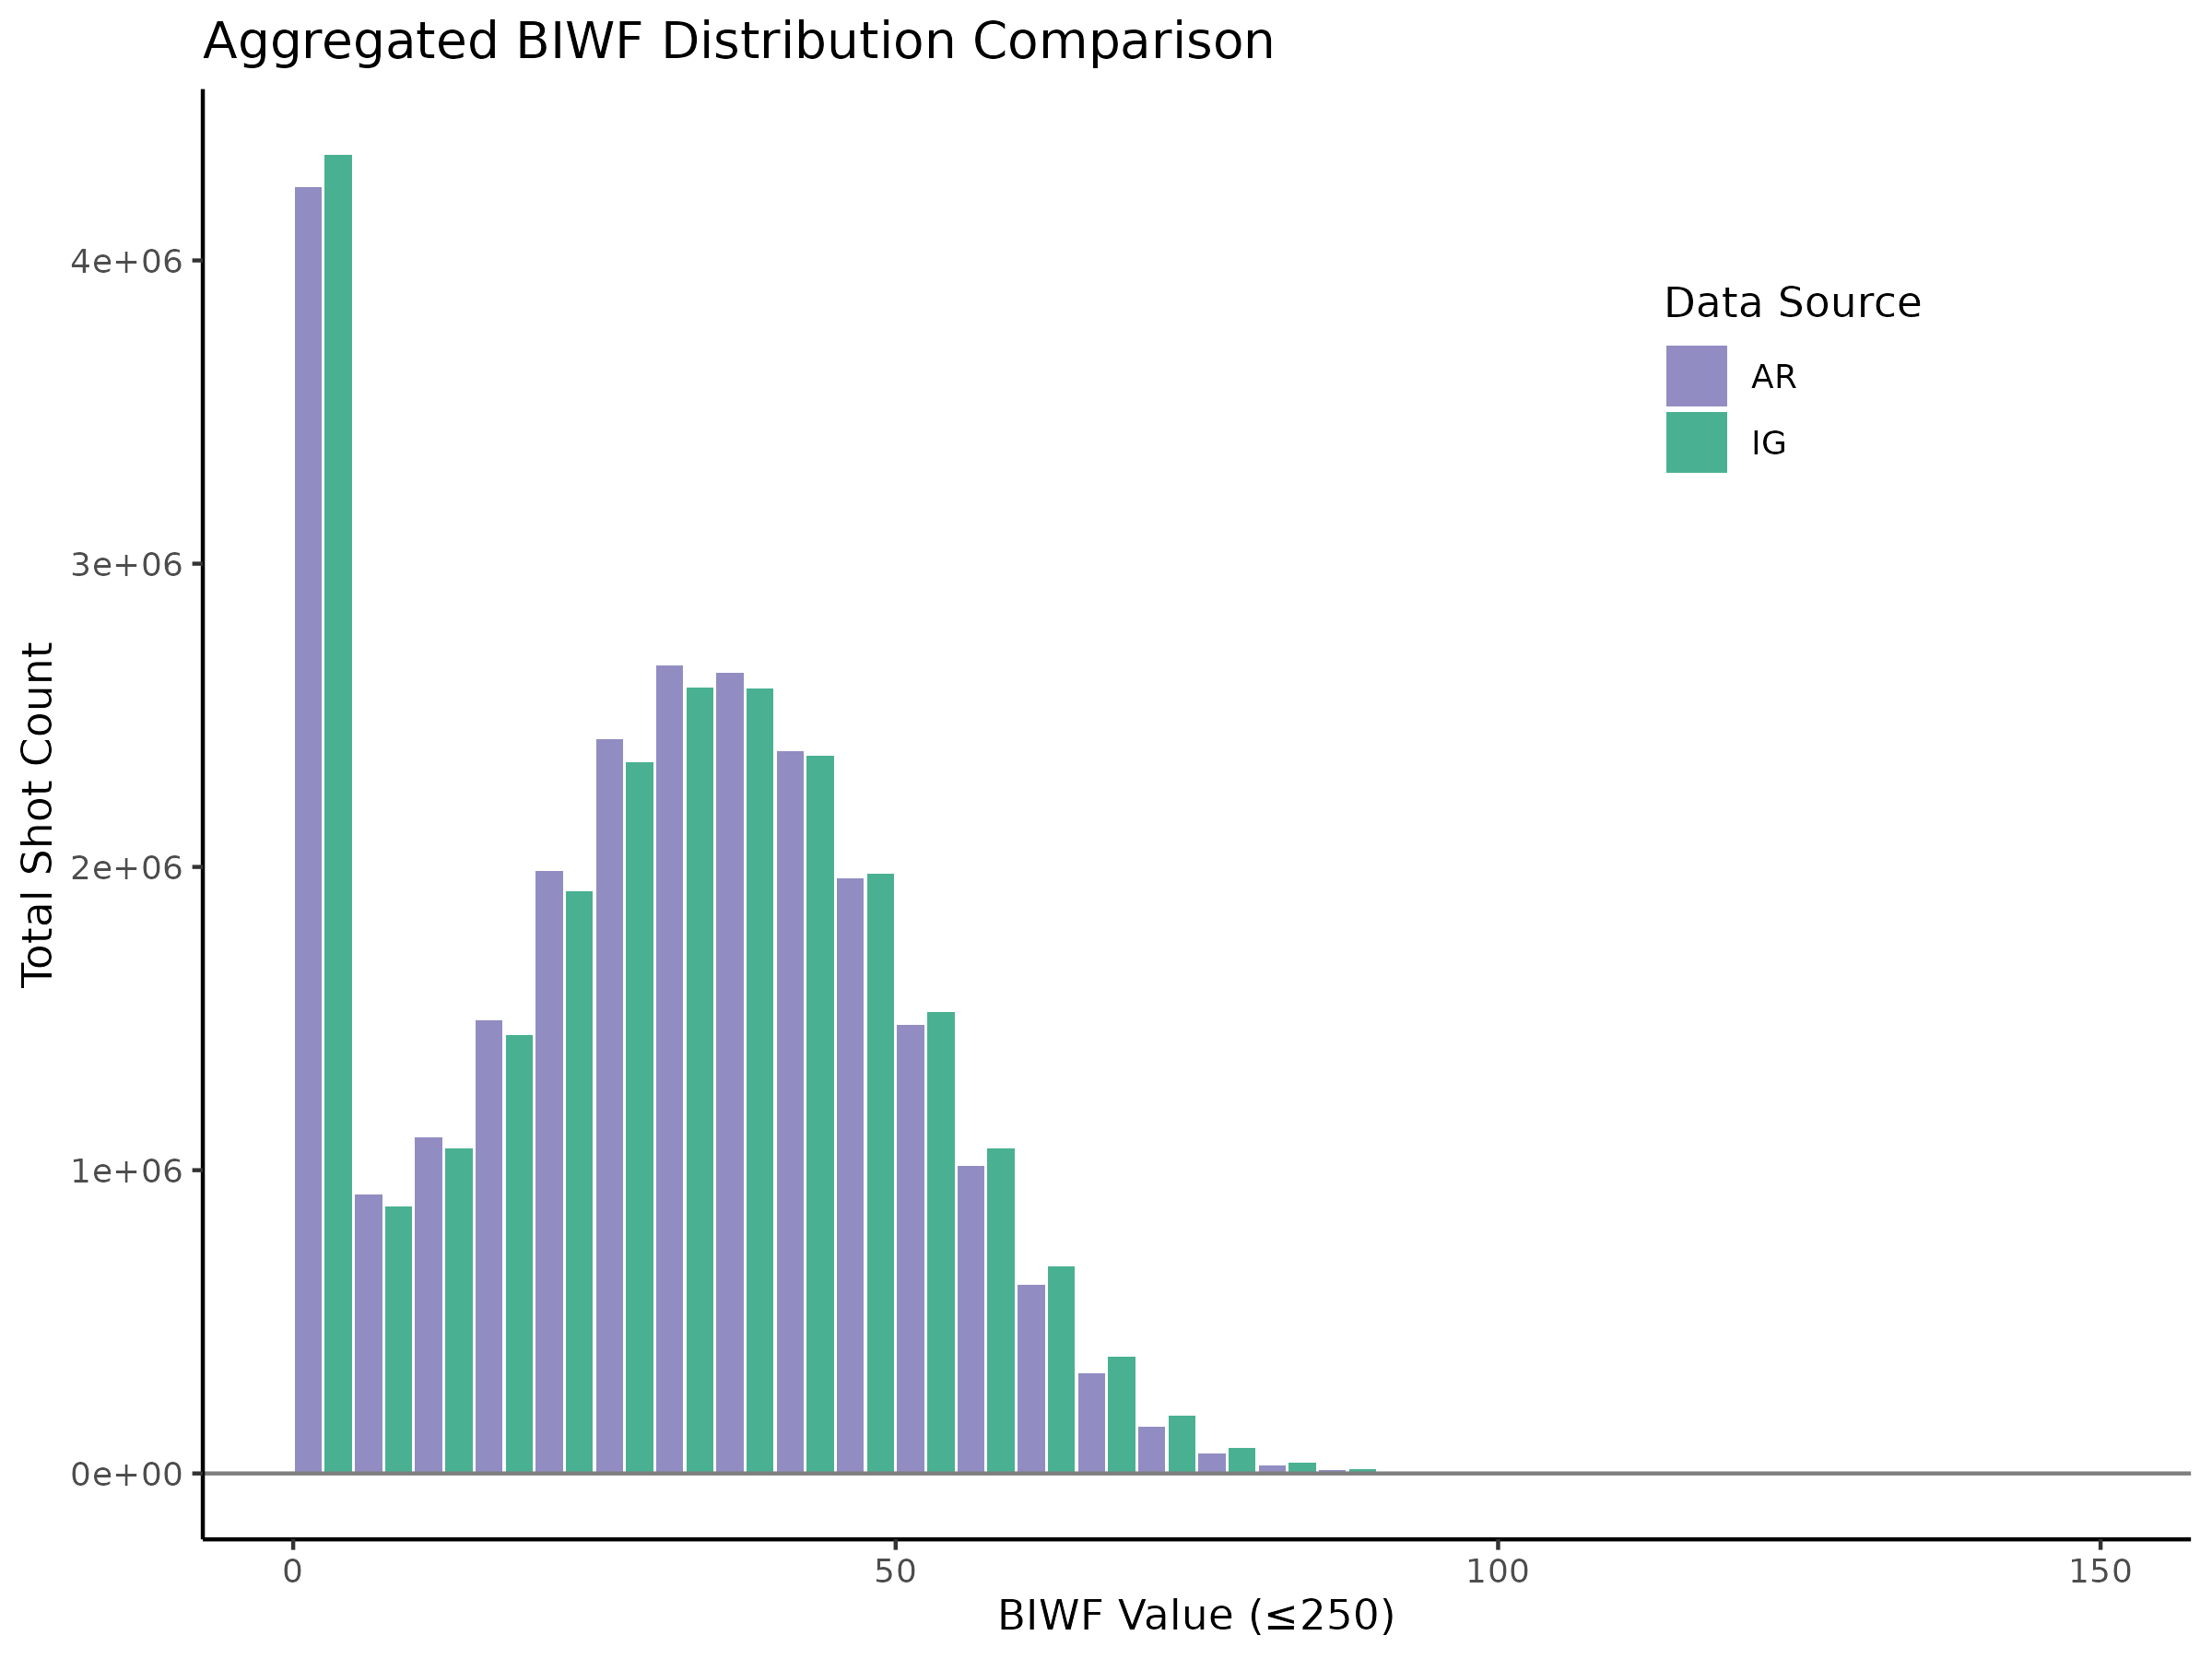 Aggregated BIWF Distribution Comparison
Total Shot Count
4e+06
3e+06
2e+06
1e+06
0e+00
Data Source
AR
IG
0 50 100 150
BIWF Value (≤250)